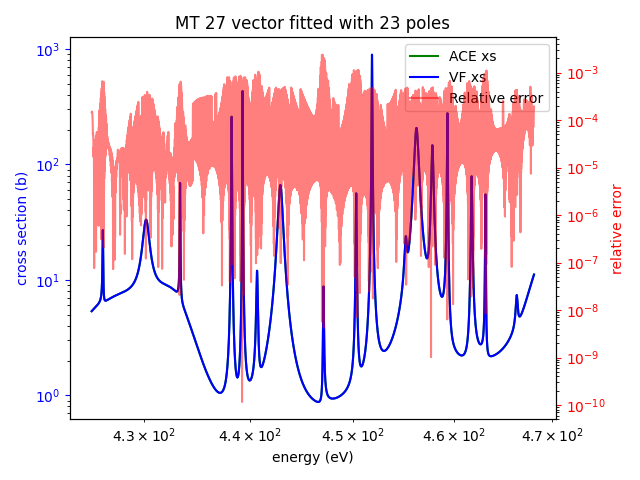 MT 27 vector fitted with 23 poles
ACE xs
VF xs
Relative error
cross section (b)
10³
10²
10¹
10⁰
relative error
10⁻³
10⁻⁴
10⁻⁵
10⁻⁶
10⁻⁷
10⁻⁸
10⁻⁹
10⁻¹⁰
4.3 × 10² 4.4 × 10² 4.5 × 10² 4.6 × 10² 4.7 × 10²
energy (eV)